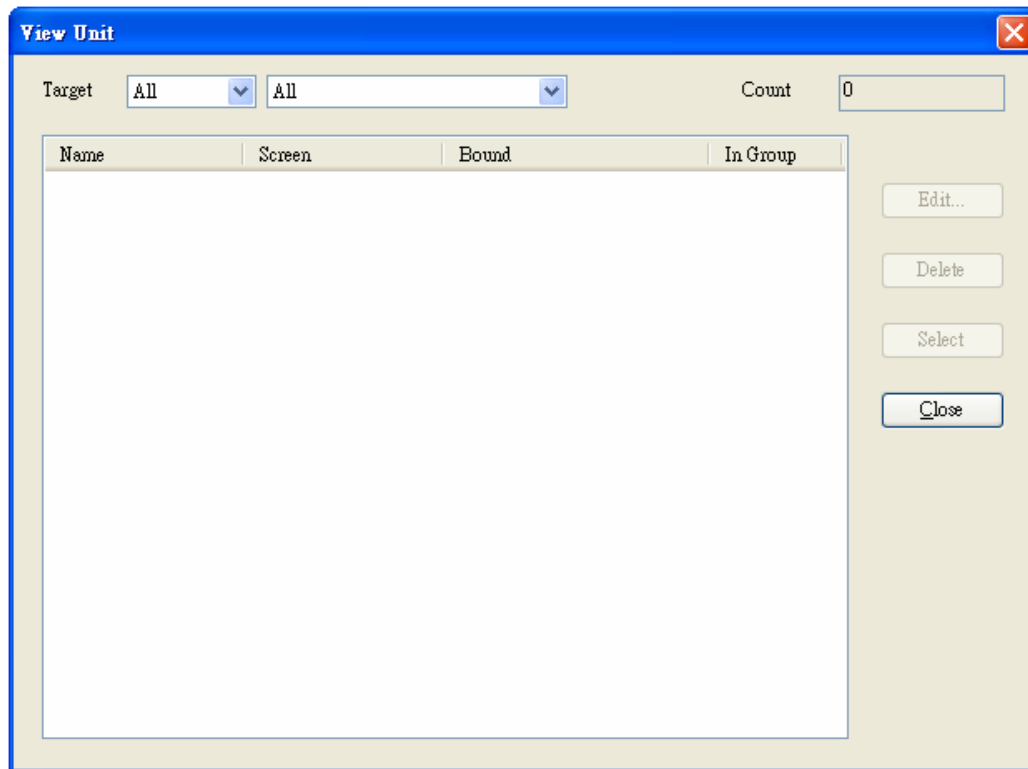 View Unit
Target All All Count 0
Name Screen Bound In Group
Edit...
Delete
Select
Close